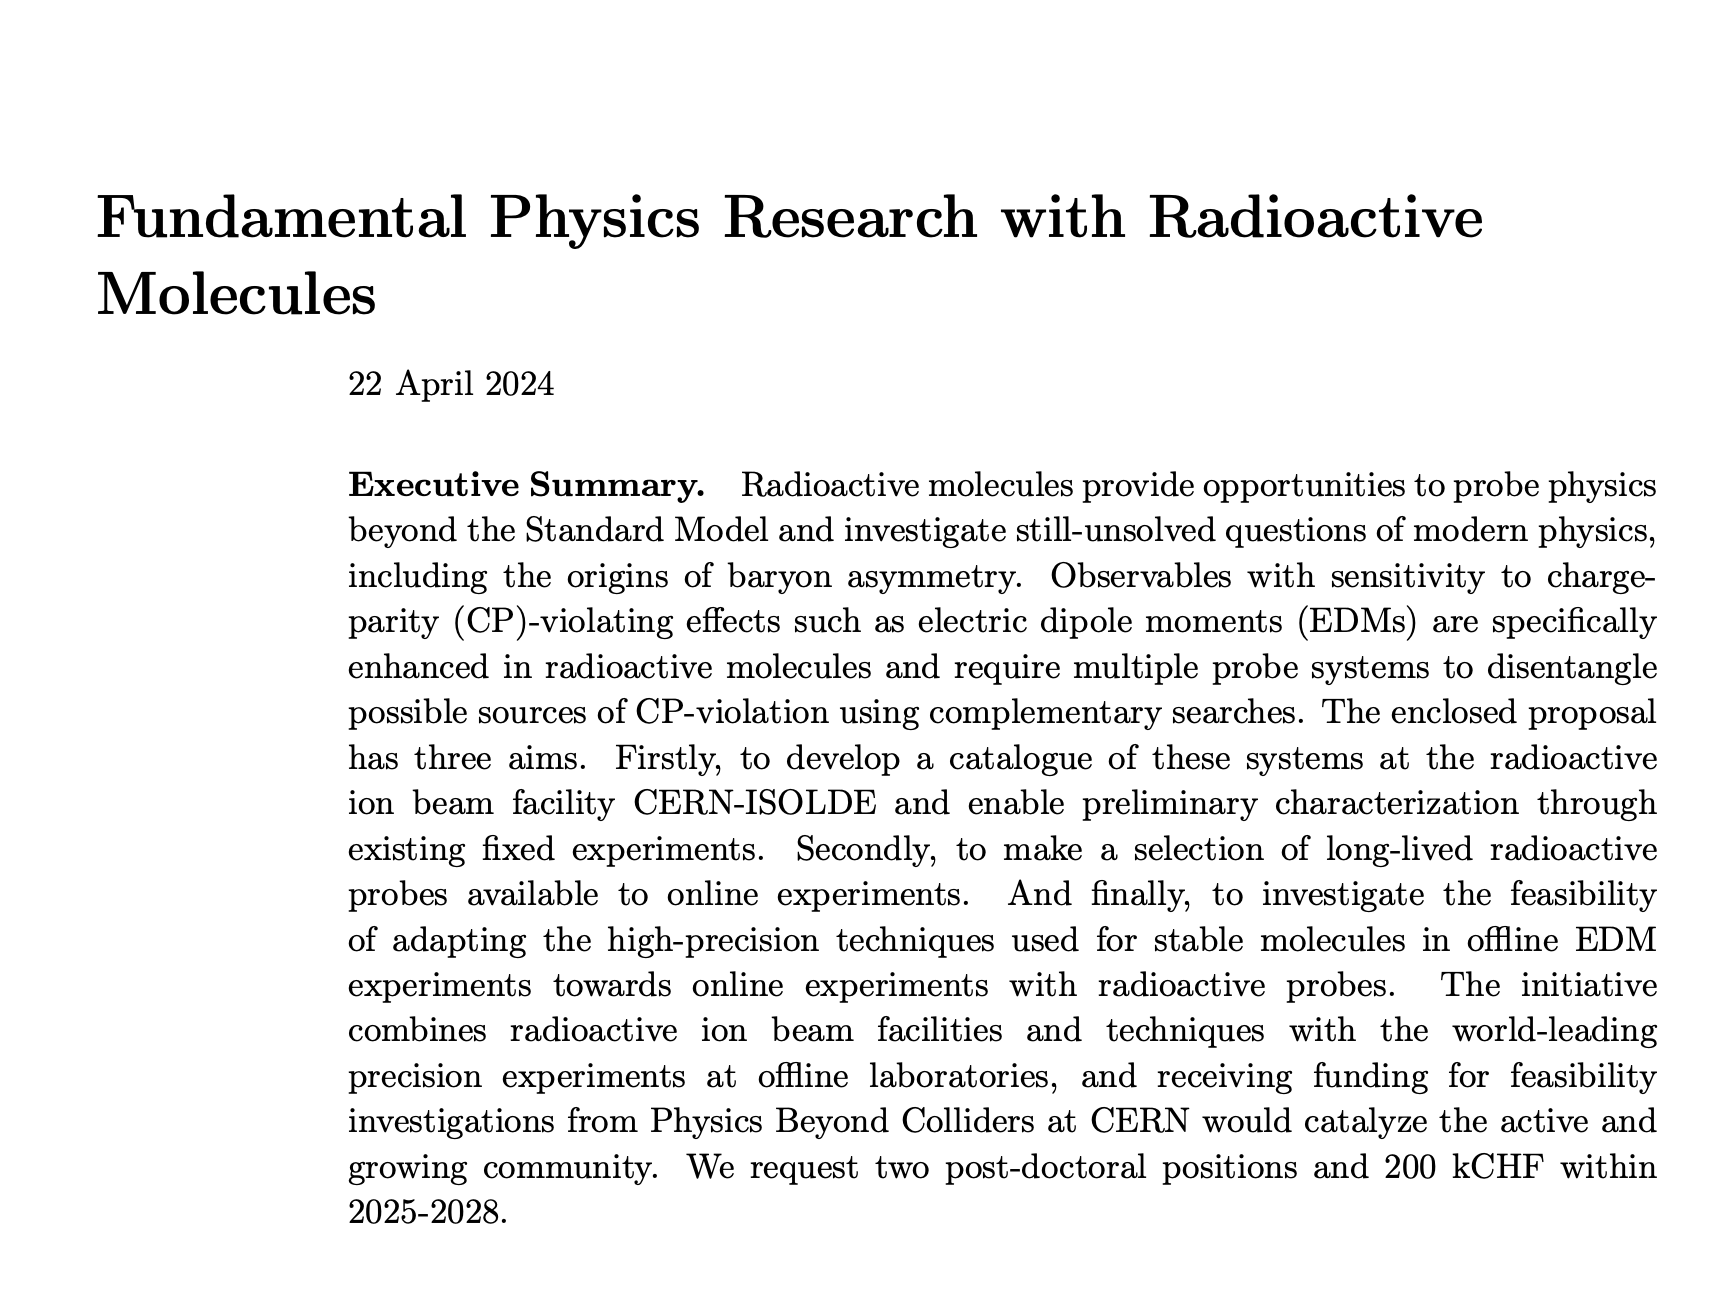 Fundamental Physics Research with Radioactive
Molecules
22 April 2024
Executive Summary. Radioactive molecules provide opportunities to probe physics
beyond the Standard Model and investigate still-unsolved questions of modern physics,
including the origins of baryon asymmetry. Observables with sensitivity to charge-
parity (CP)-violating effects such as electric dipole moments (EDMs) are specifically
enhanced in radioactive molecules and require multiple probe systems to disentangle
possible sources of CP-violation using complementary searches. The enclosed proposal
has three aims. Firstly, to develop a catalogue of these systems at the radioactive
ion beam facility CERN-ISOLDE and enable preliminary characterization through
existing fixed experiments. Secondly, to make a selection of long-lived radioactive
probes available to online experiments. And finally, to investigate the feasibility
of adapting the high-precision techniques used for stable molecules in offline EDM
experiments towards online experiments with radioactive probes. The initiative
combines radioactive ion beam facilities and techniques with the world-leading
precision experiments at offline laboratories, and receiving funding for feasibility
investigations from Physics Beyond Colliders at CERN would catalyze the active and
growing community. We request two post-doctoral positions and 200 kCHF within
2025-2028.